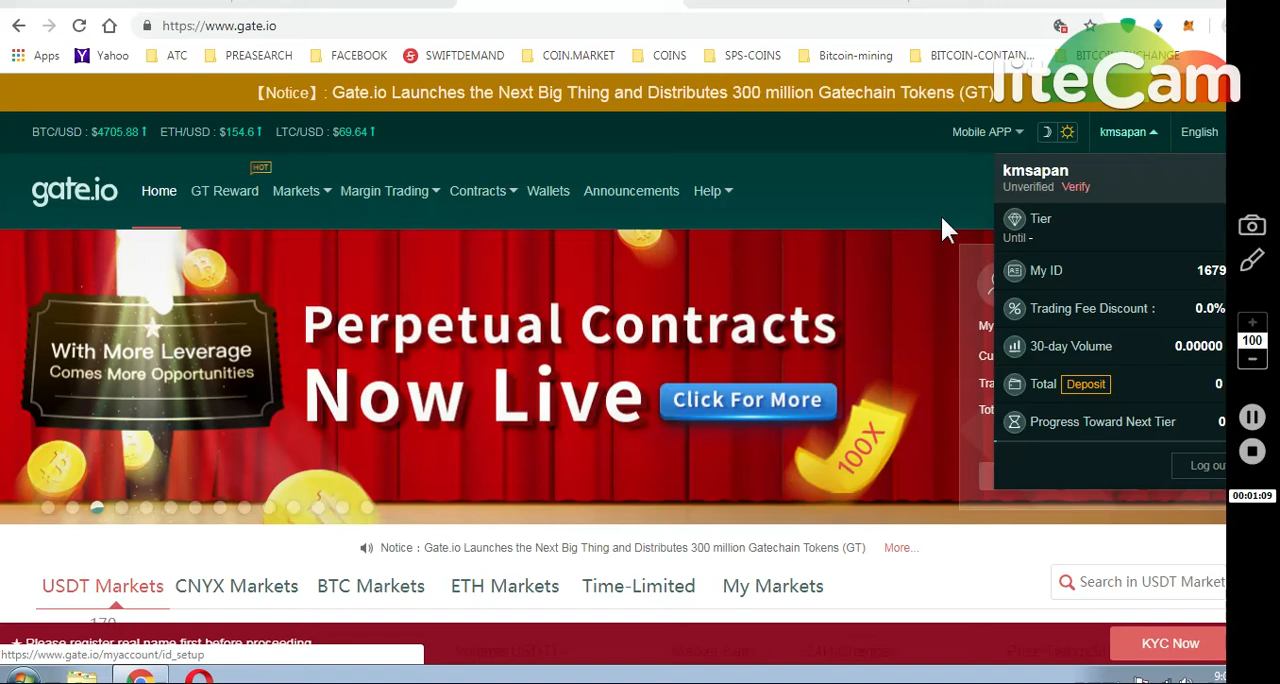 https://www.gate.io
Apps Yahoo ATC PREASEARCH FACEBOOK SWIFTDEMAND COIN.MARKET COINS SPS-COINS Bitcoin-mining BITCOIN-CONTAIN... BITCOIN-EXCHANGE
liteCam
【Notice】: Gate.io Launches the Next Big Thing and Distributes 300 million Gatechain Tokens (GT)
BTC/USD : $4705.88 ↑ ETH/USD : $154.6 ↑ LTC/USD : $69.64 ↑ Mobile APP kmsapan English
HOT
gate.io Home GT Reward Markets Margin Trading Contracts Wallets Announcements Help
kmsapan
Unverified Verify
Tier
Until -
My ID 1679
Trading Fee Discount : 0.0%
30-day Volume 0.00000
Total Deposit 0
Progress Toward Next Tier 0
Log ou
With More Leverage
Comes More Opportunities
Perpetual Contracts
Now Live Click For More
100X
Notice : Gate.io Launches the Next Big Thing and Distributes 300 million Gatechain Tokens (GT) More...
USDT Markets CNYX Markets BTC Markets ETH Markets Time-Limited My Markets Search in USDT Market
★ Please register real name first before proceeding KYC Now
https://www.gate.io/myaccount/id_setup
100
00:01:09